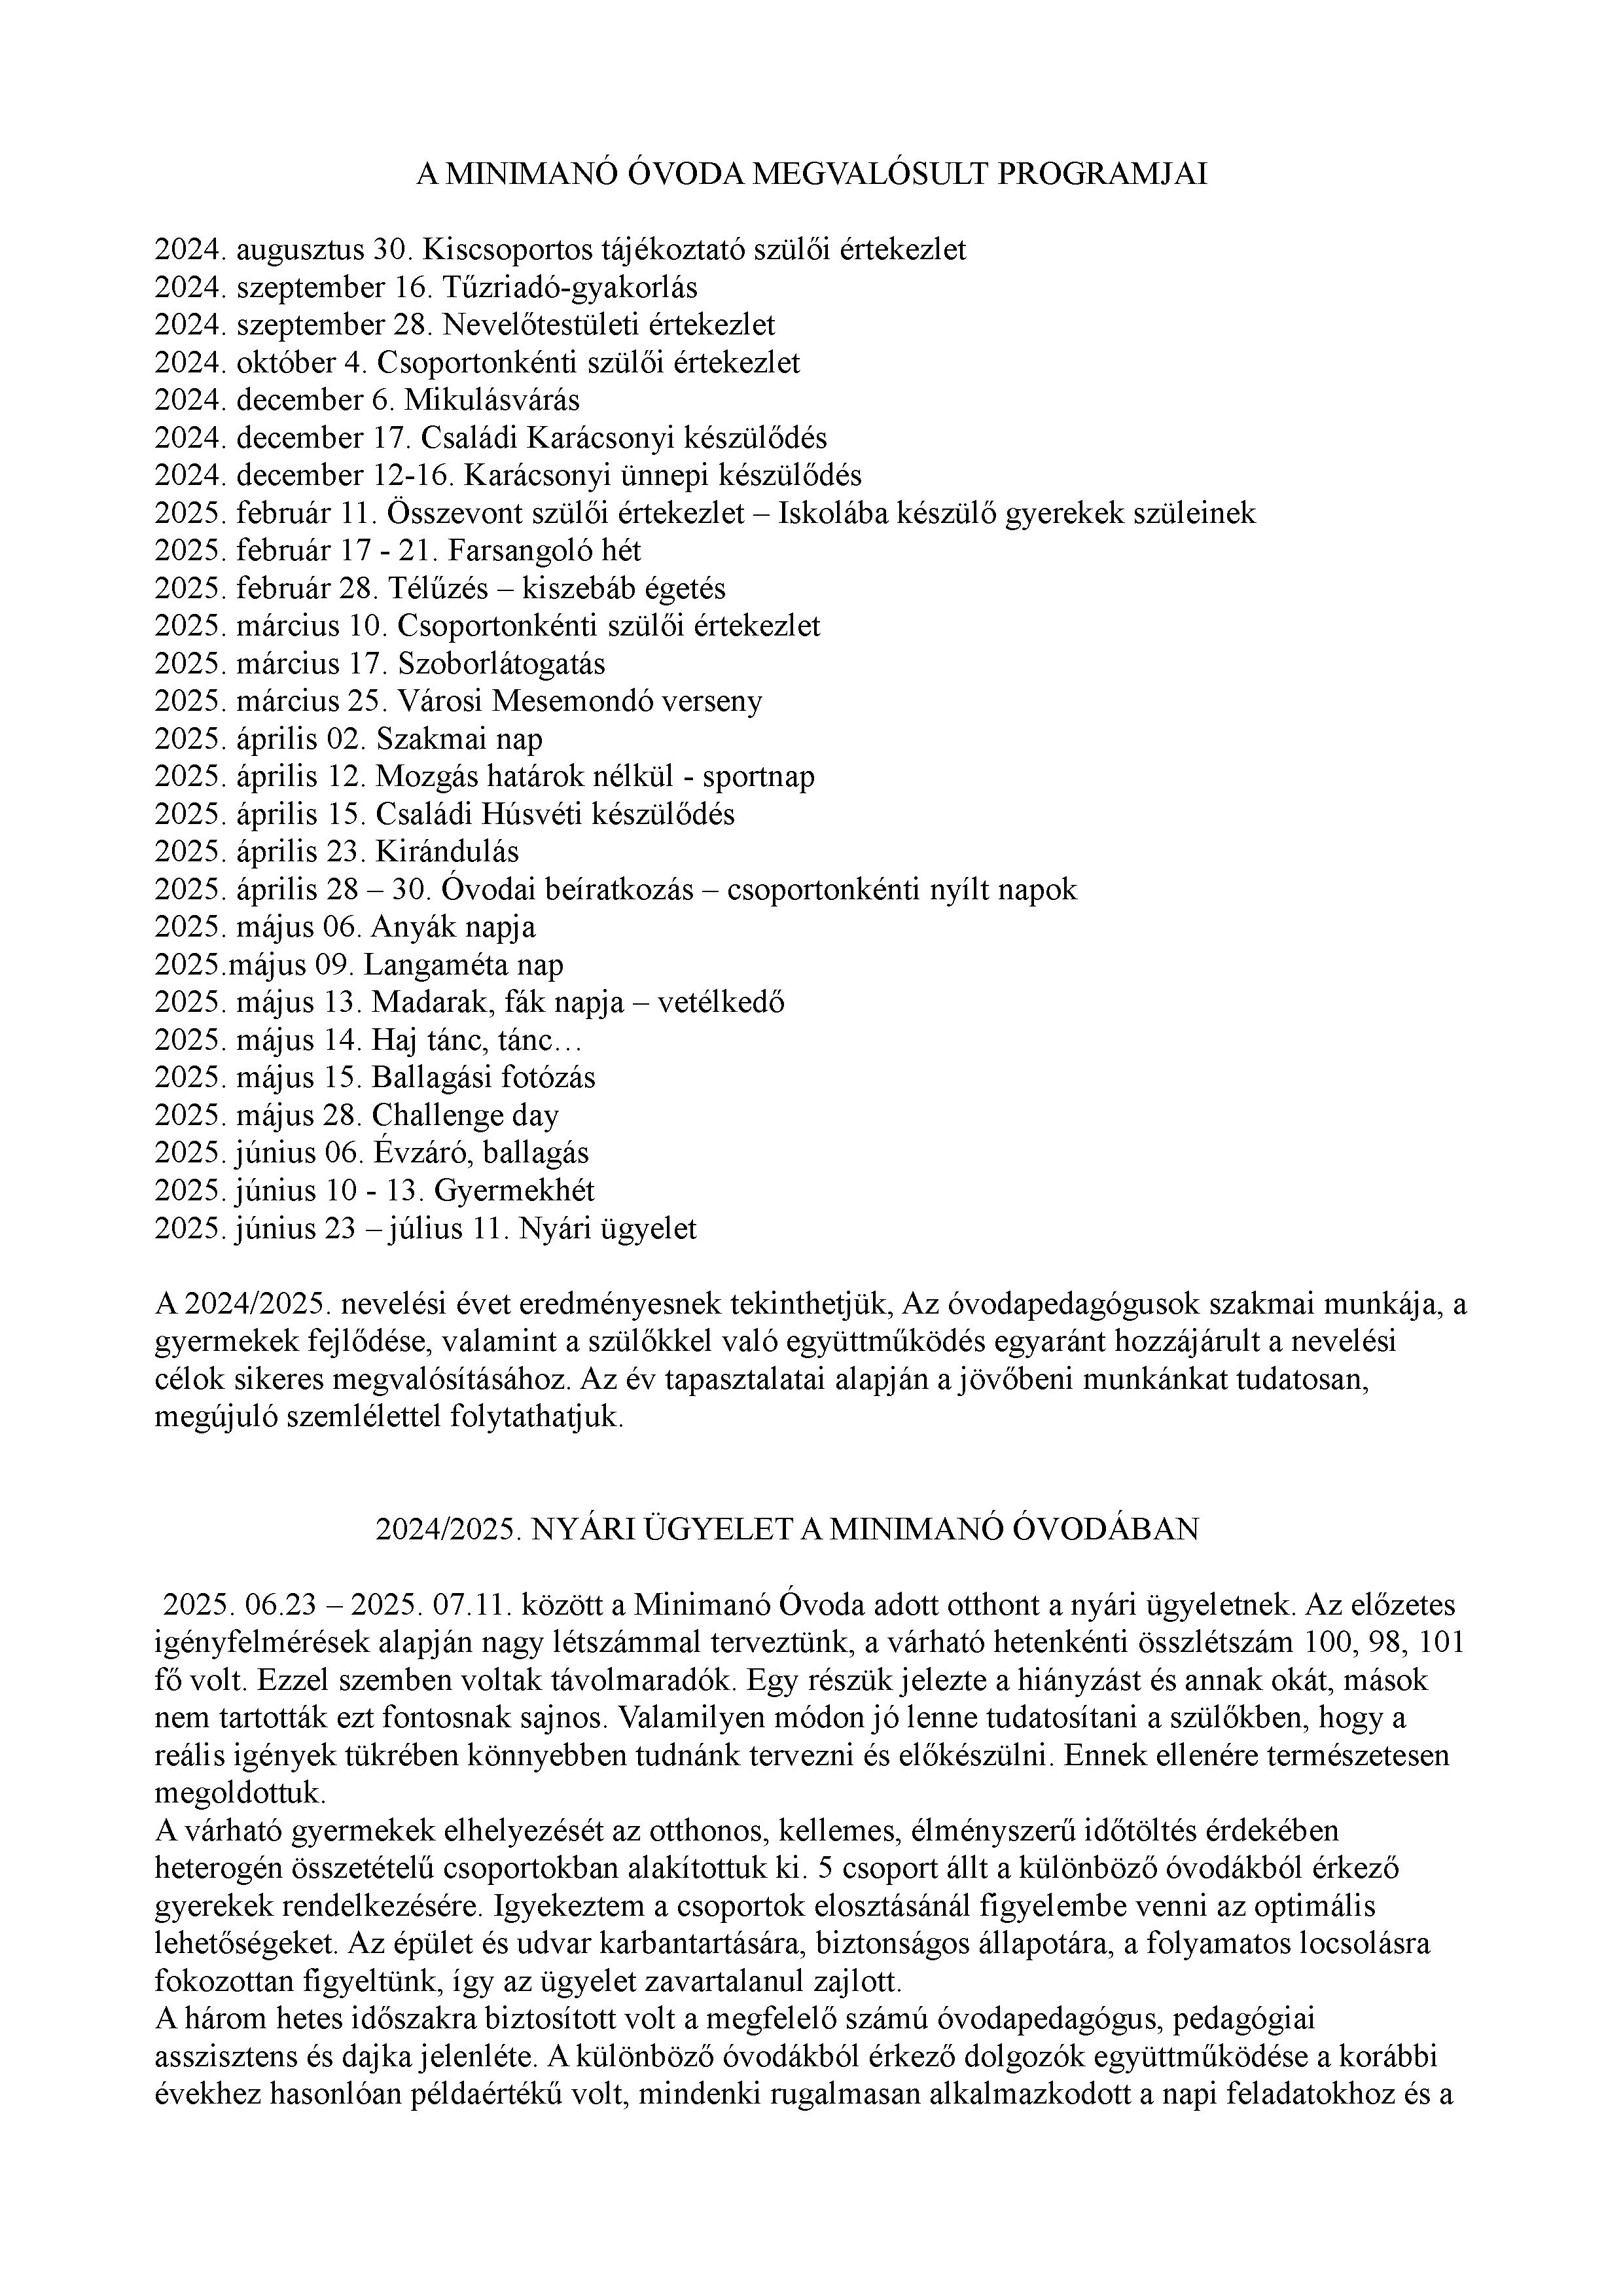 A MINIMANÓ ÓVODA MEGVALÓSULT PROGRAMJAI
2024. augusztus 30. Kiscsoportos tájékoztató szülői értekezlet
2024. szeptember 16. Tűzriadó-gyakorlás
2024. szeptember 28. Nevelőtestületi értekezlet
2024. október 4. Csoportonkénti szülői értekezlet
2024. december 6. Mikulásvárás
2024. december 17. Családi Karácsonyi készülődés
2024. december 12-16. Karácsonyi ünnepi készülődés
2025. február 11. Összevont szülői értekezlet – Iskolába készülő gyerekek szüleinek
2025. február 17 - 21. Farsangoló hét
2025. február 28. Télűzés – kiszebáb égetés
2025. március 10. Csoportonkénti szülői értekezlet
2025. március 17. Szoborlátogatás
2025. március 25. Városi Mesemondó verseny
2025. április 02. Szakmai nap
2025. április 12. Mozgás határok nélkül - sportnap
2025. április 15. Családi Húsvéti készülődés
2025. április 23. Kirándulás
2025. április 28 – 30. Óvodai beíratkozás – csoportonkénti nyílt napok
2025. május 06. Anyák napja
2025.május 09. Langaméta nap
2025. május 13. Madarak, fák napja – vetélkedő
2025. május 14. Haj tánc, tánc…
2025. május 15. Ballagási fotózás
2025. május 28. Challenge day
2025. június 06. Évzáró, ballagás
2025. június 10 - 13. Gyermekhét
2025. június 23 – július 11. Nyári ügyelet
A 2024/2025. nevelési évet eredményesnek tekinthetjük, Az óvodapedagógusok szakmai munkája, a
gyermekek fejlődése, valamint a szülőkkel való együttműködés egyaránt hozzájárult a nevelési
célok sikeres megvalósításához. Az év tapasztalatai alapján a jövőbeni munkánkat tudatosan,
megújuló szemlélettel folytathatjuk.
2024/2025. NYÁRI ÜGYELET A MINIMANÓ ÓVODÁBAN
2025. 06.23 – 2025. 07.11. között a Minimanó Óvoda adott otthont a nyári ügyeletnek. Az előzetes
igényfelmérések alapján nagy létszámmal terveztünk, a várható hetenkénti összlétszám 100, 98, 101
fő volt. Ezzel szemben voltak távolmaradók. Egy részük jelezte a hiányzást és annak okát, mások
nem tartották ezt fontosnak sajnos. Valamilyen módon jó lenne tudatosítani a szülőkben, hogy a
reális igények tükrében könnyebben tudnánk tervezni és előkészülni. Ennek ellenére természetesen
megoldottuk.
A várható gyermekek elhelyezését az otthonos, kellemes, élményszerű időtöltés érdekében
heterogén összetételű csoportokban alakítottuk ki. 5 csoport állt a különböző óvodákból érkező
gyerekek rendelkezésére. Igyekeztem a csoportok elosztásánál figyelembe venni az optimális
lehetőségeket. Az épület és udvar karbantartására, biztonságos állapotára, a folyamatos locsolásra
fokozottan figyeltünk, így az ügyelet zavartalanul zajlott.
A három hetes időszakra biztosított volt a megfelelő számú óvodapedagógus, pedagógiai
asszisztens és dajka jelenléte. A különböző óvodákból érkező dolgozók együttműködése a korábbi
évekhez hasonlóan példaértékű volt, mindenki rugalmasan alkalmazkodott a napi feladatokhoz és a